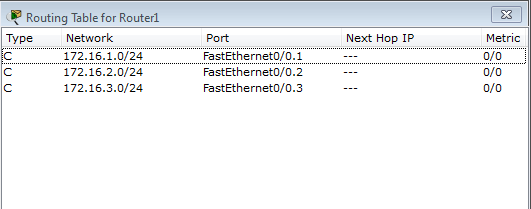 Routing Table for Router1
Type Network Port Next Hop IP Metric
C 172.16.1.0/24 FastEthernet0/0.1 --- 0/0
C 172.16.2.0/24 FastEthernet0/0.2 --- 0/0
C 172.16.3.0/24 FastEthernet0/0.3 --- 0/0